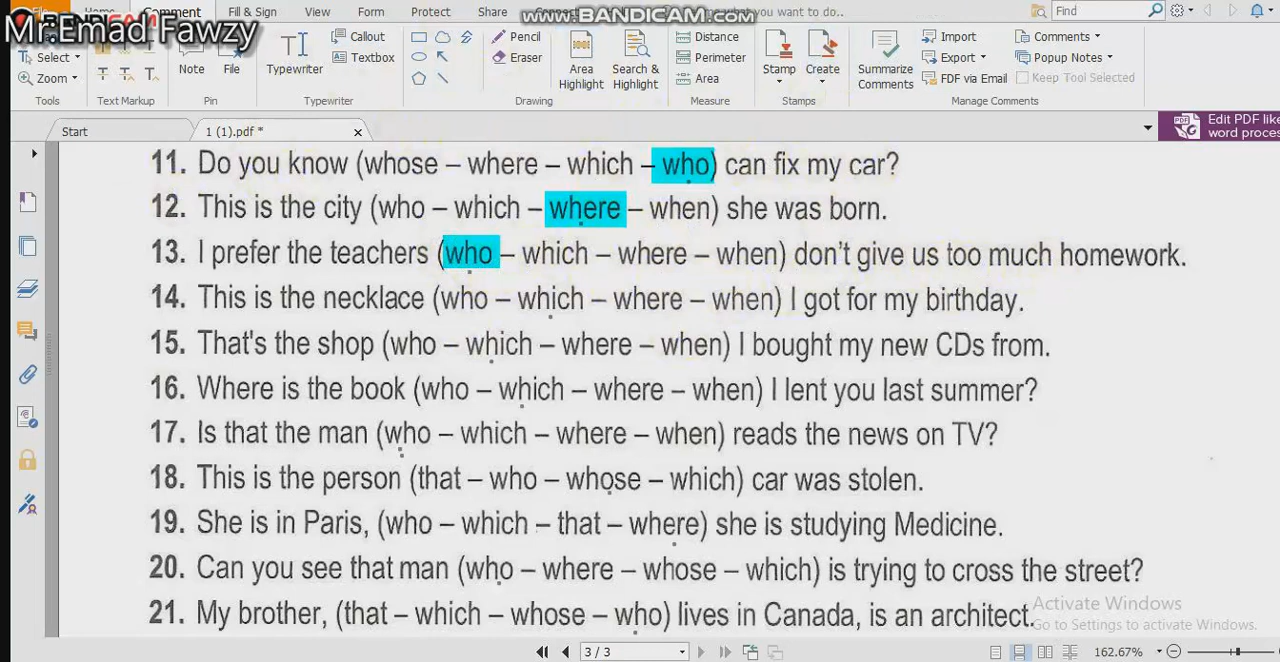 www.BANDICAM.com
Mr.Emad Fawzy
Comment View Form Protect Share what you want to do.. Find
Fill & Sign
Select Zoom Tools
Text Markup
Note File Pin
Typewriter Callout Textbox Typewriter
Pencil Eraser Area Highlight Search & Highlight Drawing
Distance Perimeter Area Measure
Stamp Create Stamps
Summarize Comments Import Export FDF via Email Comments Popup Notes Keep Tool Selected Manage Comments
Start 1 (1).pdf * Edit PDF like
word proces
11. Do you know (whose – where – which – who) can fix my car?
12. This is the city (who – which – where – when) she was born.
13. I prefer the teachers (who – which – where – when) don't give us too much homework.
14. This is the necklace (who – which – where – when) I got for my birthday.
15. That's the shop (who – which – where – when) I bought my new CDs from.
16. Where is the book (who – which – where – when) I lent you last summer?
17. Is that the man (who – which – where – when) reads the news on TV?
18. This is the person (that – who – whose – which) car was stolen.
19. She is in Paris, (who – which – that – where) she is studying Medicine.
20. Can you see that man (who – where – whose – which) is trying to cross the street?
21. My brother, (that – which – whose – who) lives in Canada, is an architect.
Activate Windows
Go to Settings to activate Windows.
3 / 3 162.67%